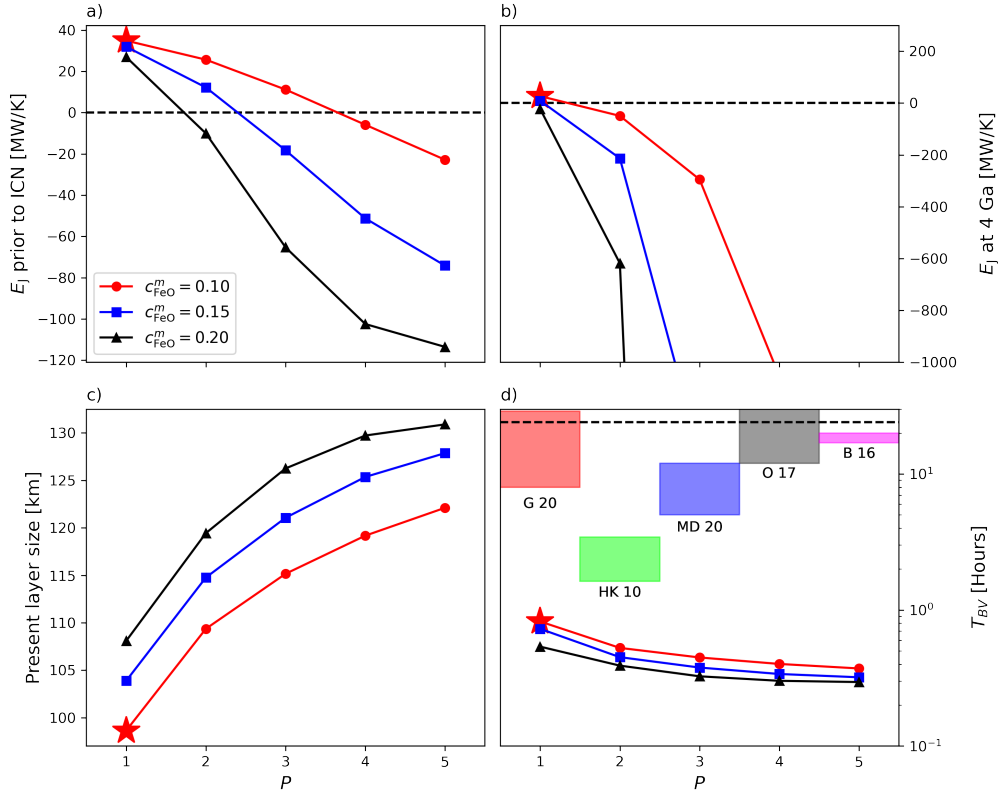 a)
b)
40
20
0
−20
−40
−60
−80
−100
−120
E_J prior to ICN [MW/K]
c^m_FeO = 0.10
c^m_FeO = 0.15
c^m_FeO = 0.20
200
0
−200
−400
−600
−800
−1000
E_J at 4 Ga [MW/K]
c)
d)
130
125
120
115
110
105
100
Present layer size [km]
1 2 3 4 5
P
G 20
HK 10
MD 20
O 17
B 16
10^1
10^0
10^−1
T_BV [Hours]
1 2 3 4 5
P